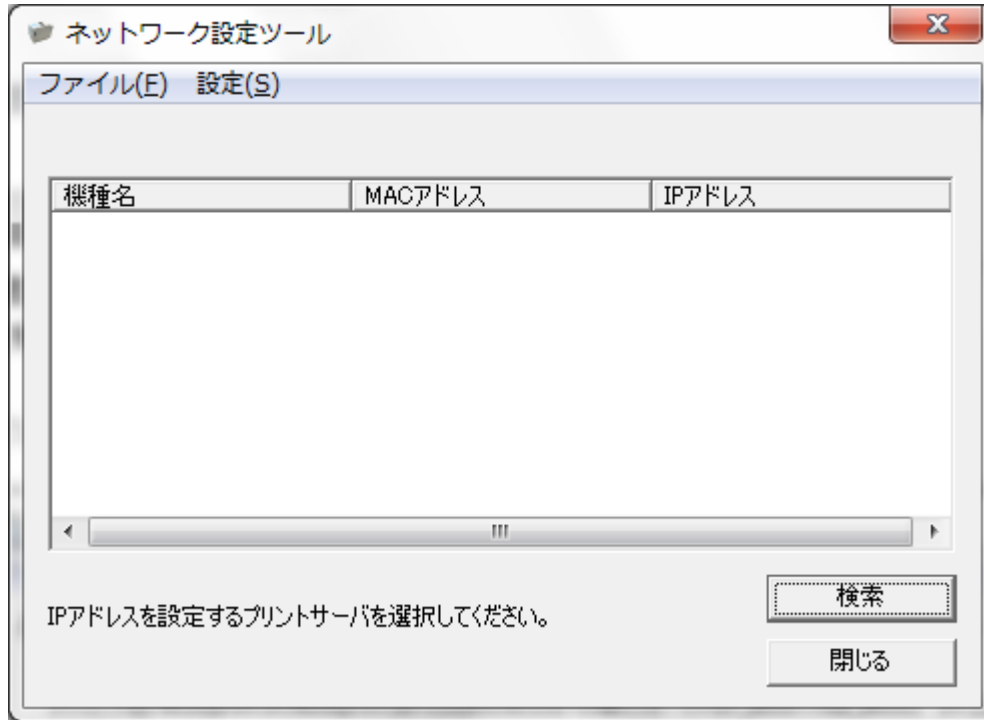 ネットワーク設定ツール
ファイル(F) 設定(S)
機種名 MACアドレス IPアドレス
IPアドレスを設定するプリントサーバを選択してください。
検索
閉じる